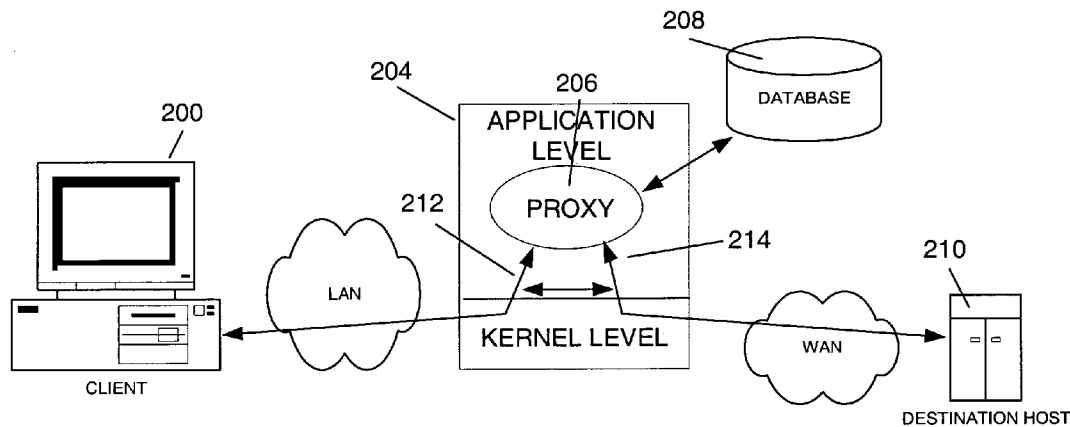 208
204
206
DATABASE
200
APPLICATION
LEVEL
PROXY
212
214
210
LAN
KERNEL LEVEL
WAN
CLIENT
DESTINATION HOST